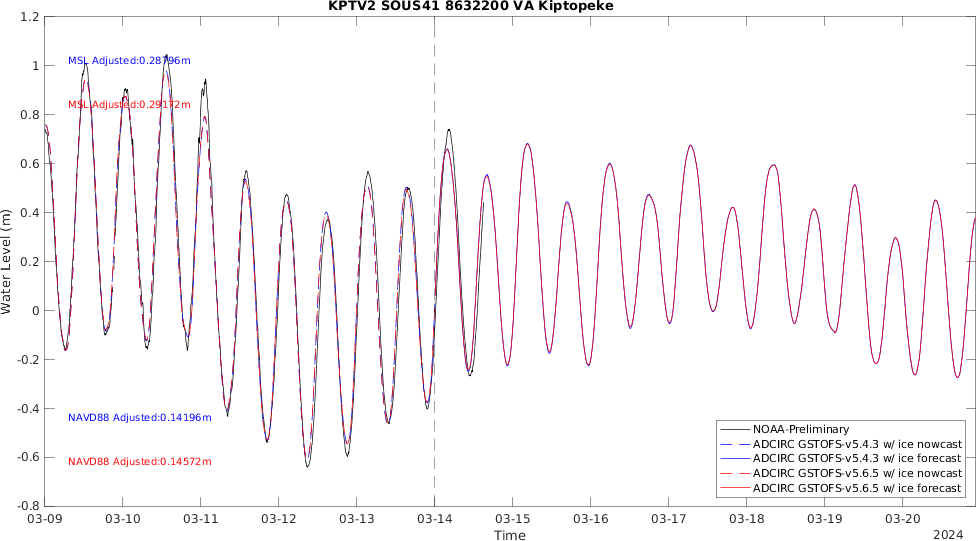 KPTV2 SOUS41 8632200 VA Kiptopeke
1.2
1
0.8
0.6
0.4
0.2
0
-0.2
-0.4
-0.6
-0.8
Water Level (m)
MSL Adjusted:0.28796m
MSL Adjusted:0.29172m
NAVD88 Adjusted:0.14196m
NAVD88 Adjusted:0.14572m
NOAA-Preliminary
ADCIRC GSTOFS-v5.4.3 w/ ice nowcast
ADCIRC GSTOFS-v5.4.3 w/ ice forecast
ADCIRC GSTOFS-v5.6.5 w/ ice nowcast
ADCIRC GSTOFS-v5.6.5 w/ ice forecast
03-09 03-10 03-11 03-12 03-13 03-14 03-15 03-16 03-17 03-18 03-19 03-20
Time
2024